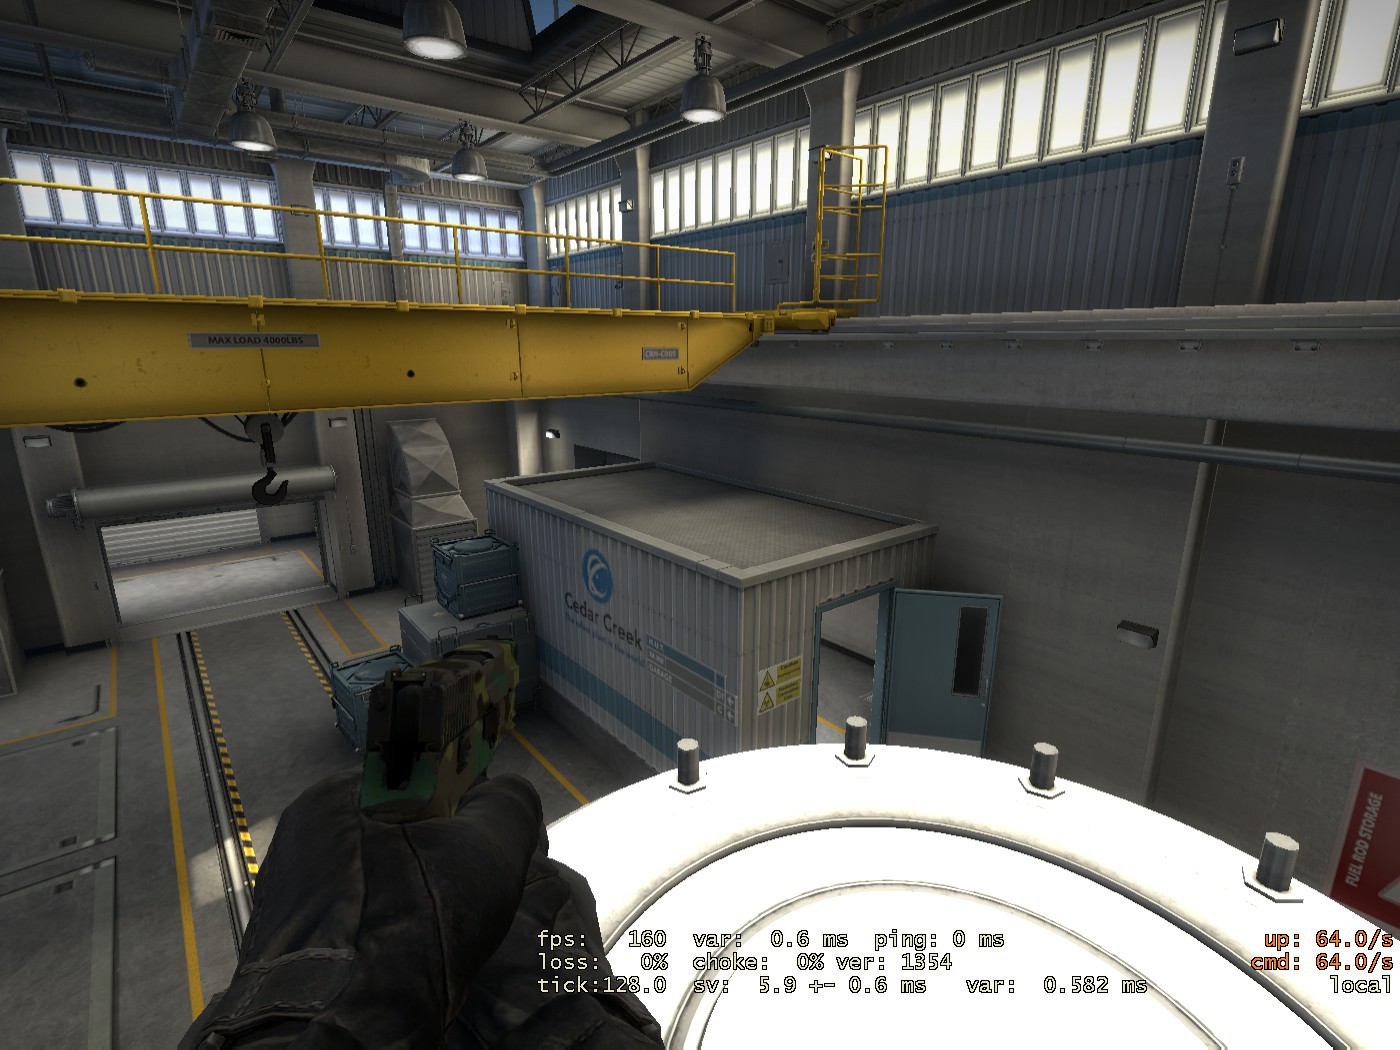 MAX LOAD 4000LBS
Cedar Creek
FUEL ROD STORAGE
fps: 160 var: 0.6 ms ping: 0 ms
loss: 0% choke: 0% ver: 1354
tick:128.0 sv: 5.9 +- 0.6 ms var: 0.582 ms
up: 64.0/s
cmd: 64.0/s
local